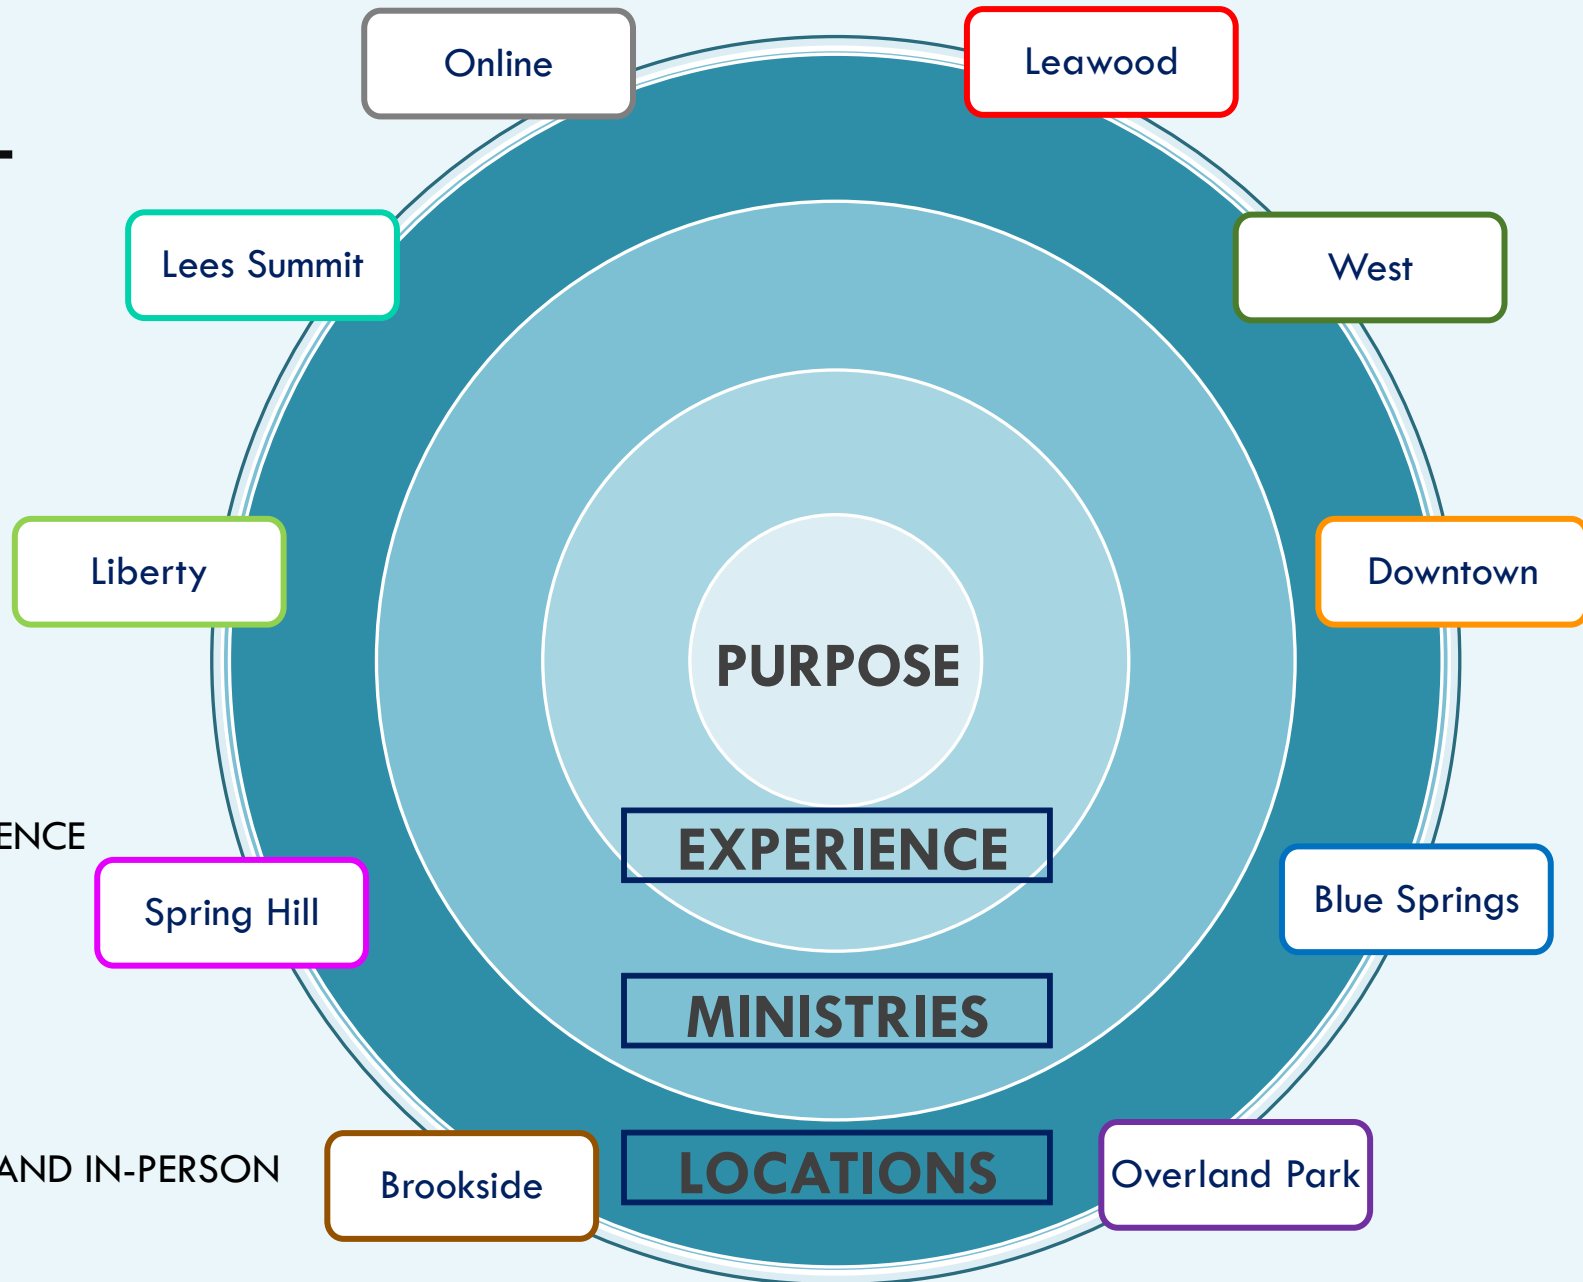 Online
Leawood
Lees Summit
West
Liberty
Downtown
PURPOSE
ENCE
EXPERIENCE
Spring Hill
Blue Springs
MINISTRIES
AND IN-PERSON
Brookside
LOCATIONS
Overland Park